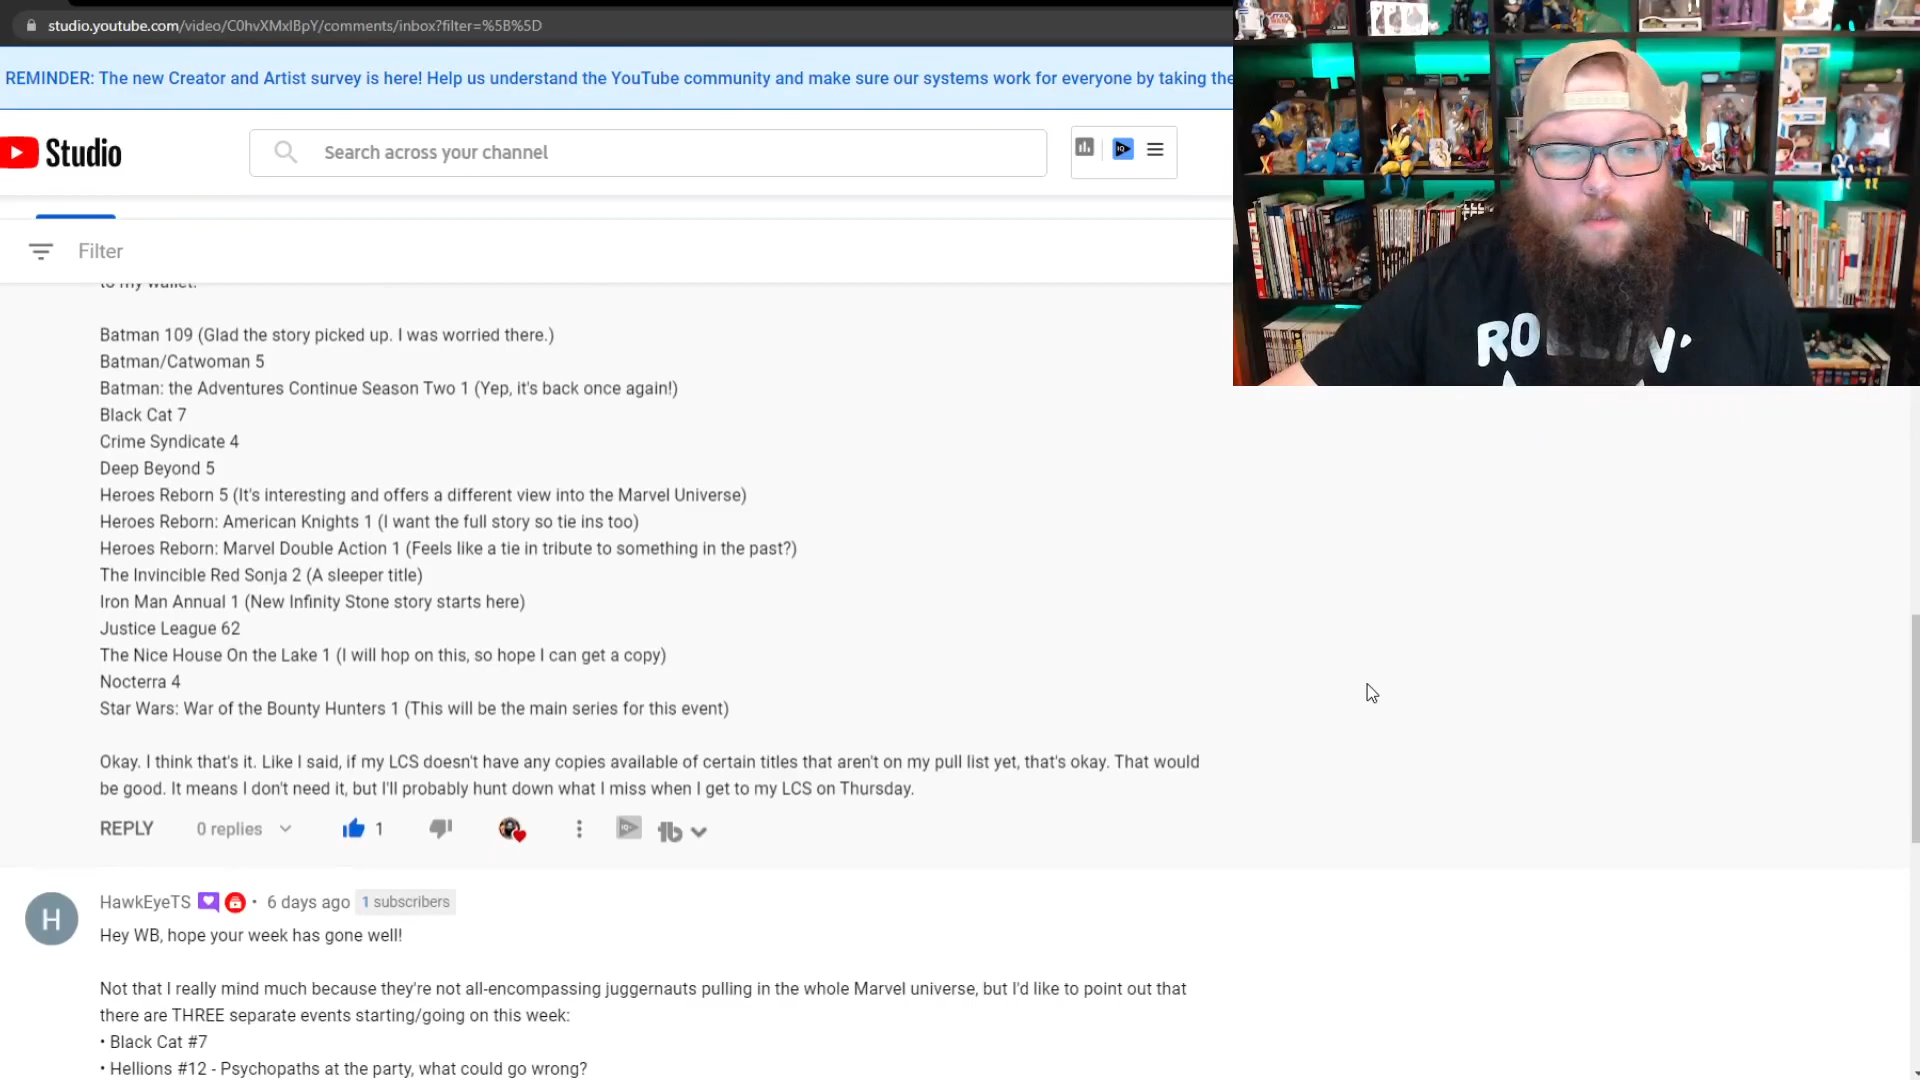 studio.youtube.com/video/C0hvXMxlBpY/comments/inbox?filter=%5B%5D
REMINDER: The new Creator and Artist survey is here! Help us understand the YouTube community and make sure our systems work for everyone by taking the
Studio
Search across your channel
Filter
to my wallet.
Batman 109 (Glad the story picked up. I was worried there.)
Batman/Catwoman 5
Batman: the Adventures Continue Season Two 1 (Yep, it's back once again!)
Black Cat 7
Crime Syndicate 4
Deep Beyond 5
Heroes Reborn 5 (It's interesting and offers a different view into the Marvel Universe)
Heroes Reborn: American Knights 1 (I want the full story so tie ins too)
Heroes Reborn: Marvel Double Action 1 (Feels like a tie in tribute to something in the past?)
The Invincible Red Sonja 2 (A sleeper title)
Iron Man Annual 1 (New Infinity Stone story starts here)
Justice League 62
The Nice House On the Lake 1 (I will hop on this, so hope I can get a copy)
Nocterra 4
Star Wars: War of the Bounty Hunters 1 (This will be the main series for this event)
Okay. I think that's it. Like I said, if my LCS doesn't have any copies available of certain titles that aren't on my pull list yet, that's okay. That would
be good. It means I don't need it, but I'll probably hunt down what I miss when I get to my LCS on Thursday.
REPLY 0 replies 1
H
HawkEyeTS • 6 days ago 1 subscribers
Hey WB, hope your week has gone well!
Not that I really mind much because they're not all-encompassing juggernauts pulling in the whole Marvel universe, but I'd like to point out that
there are THREE separate events starting/going on this week:
• Black Cat #7
• Hellions #12 - Psychopaths at the party, what could go wrong?
ROLLIN'